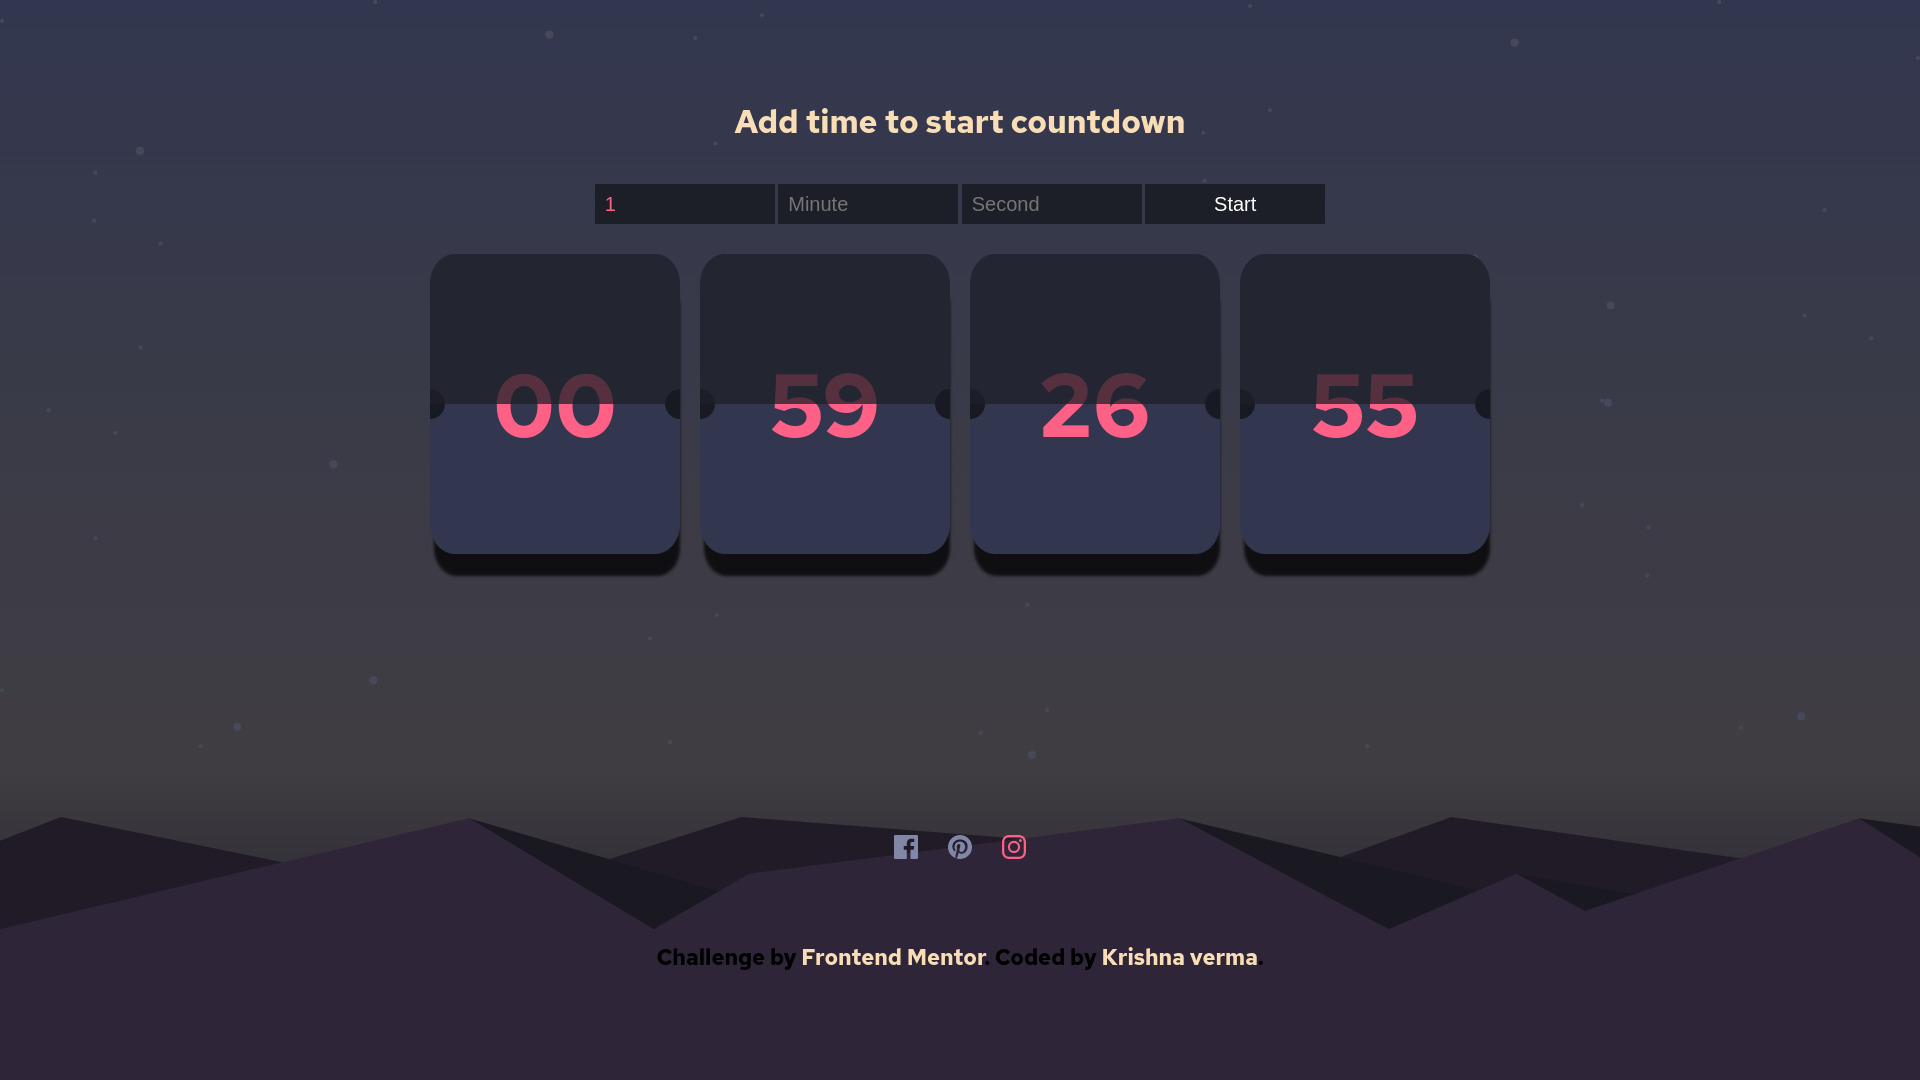 Add time to start countdown
1 Minute Second Start
00 59 26 55
Challenge by Frontend Mentor. Coded by Krishna verma.